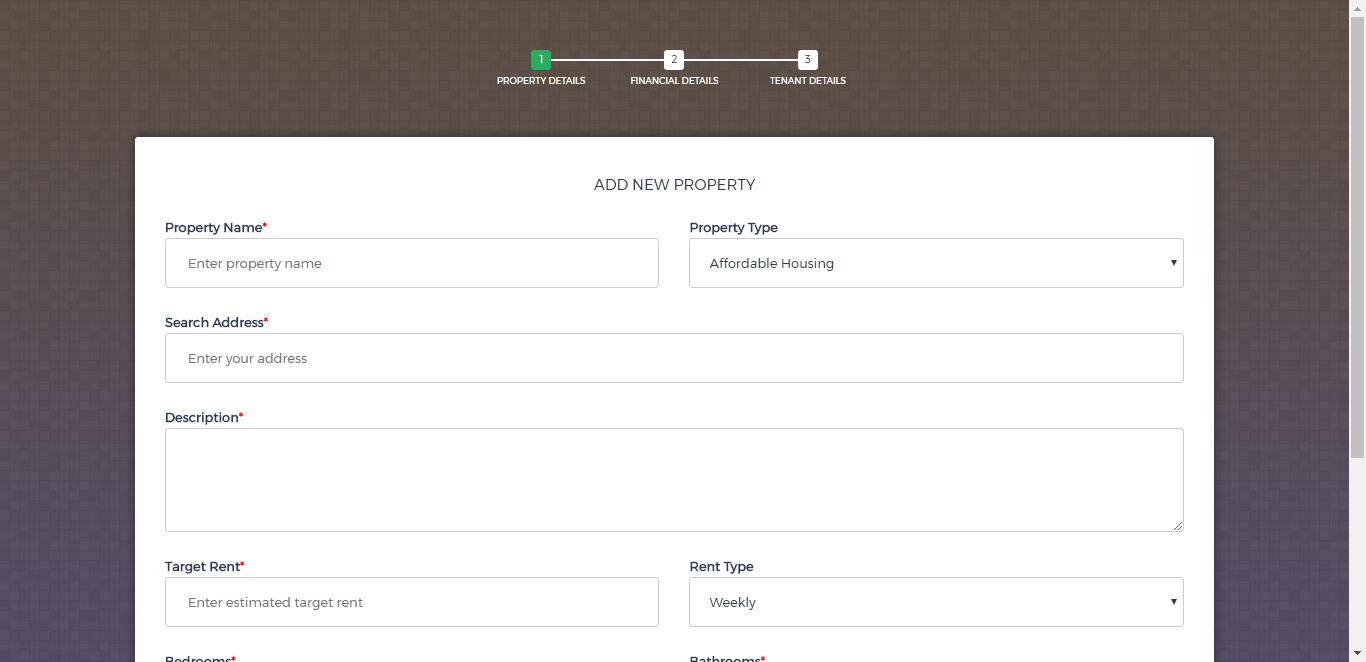 1 2 3
PROPERTY DETAILS FINANCIAL DETAILS TENANT DETAILS
ADD NEW PROPERTY
Property Name* Property Type
Enter property name Affordable Housing
Search Address*
Enter your address
Description*
Target Rent* Rent Type
Enter estimated target rent Weekly
Bedrooms* Bathrooms*